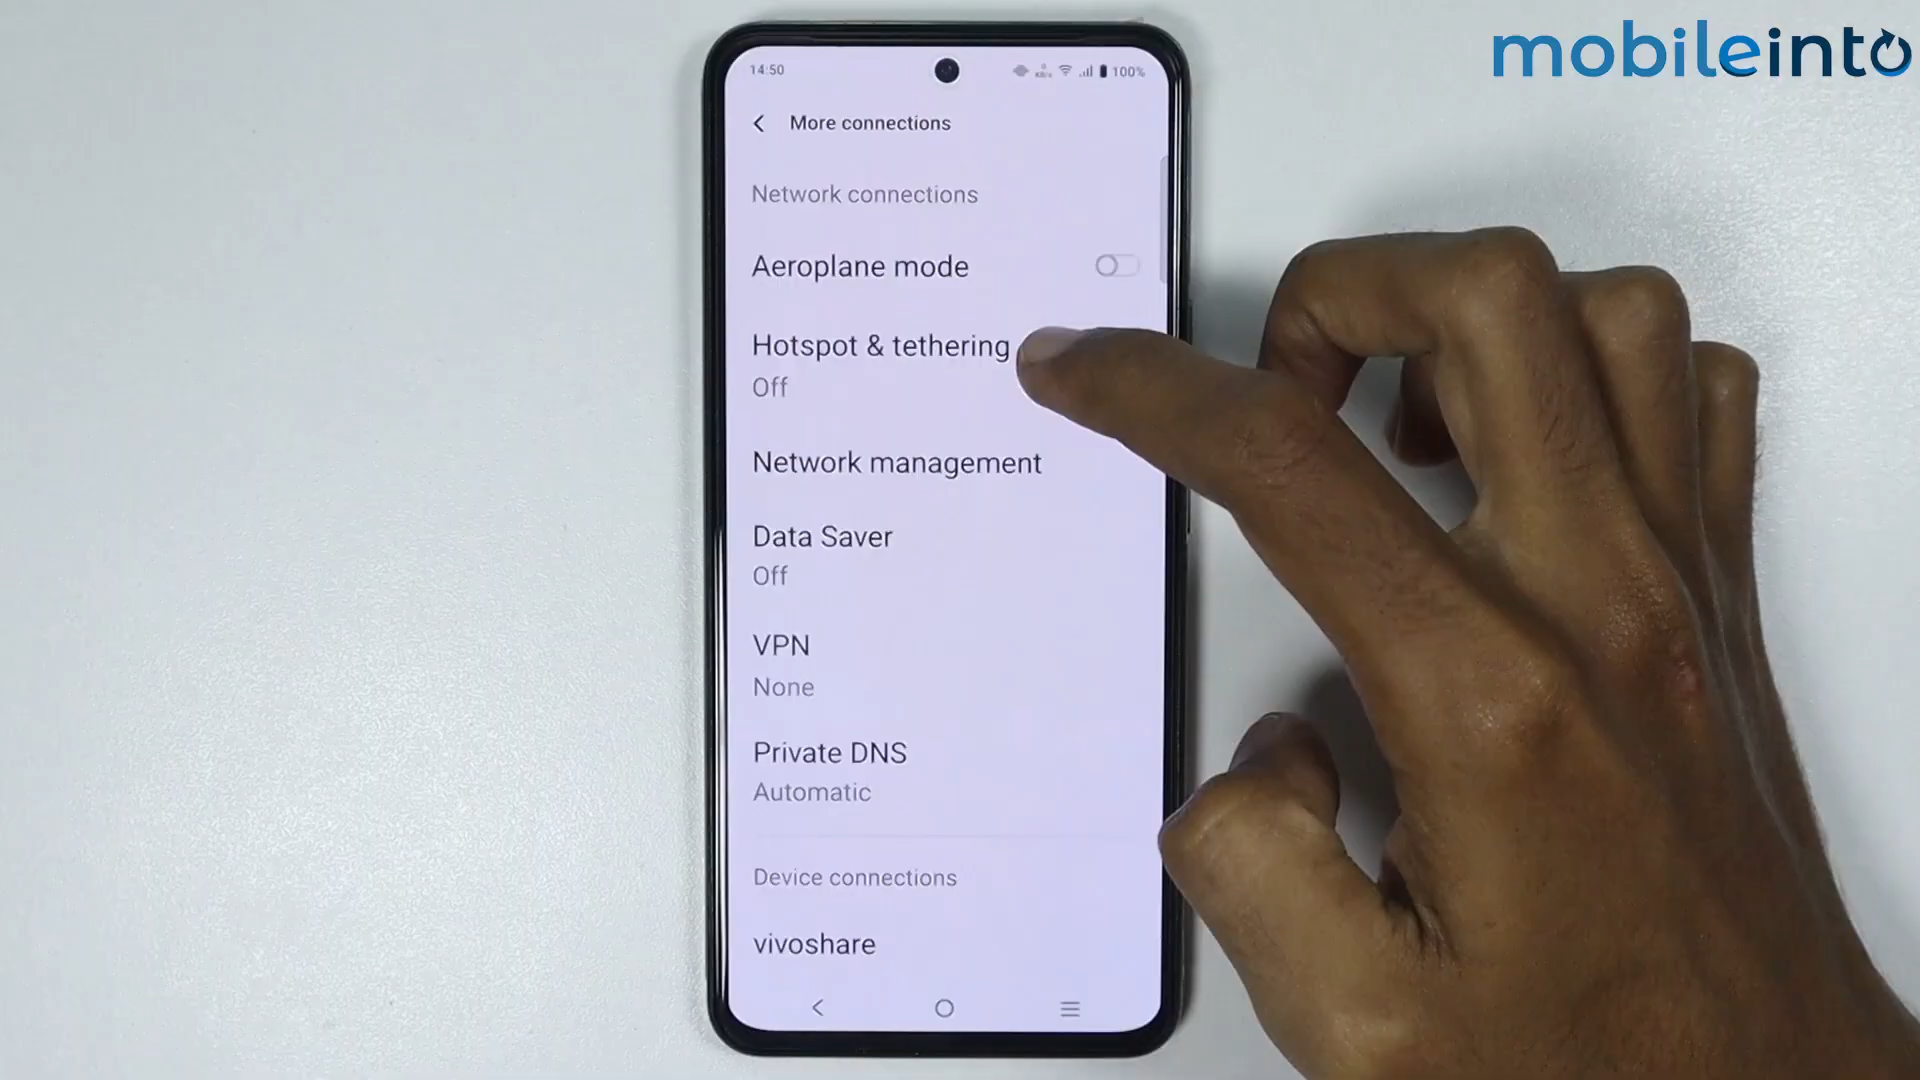 mobileinto
14:50
100%
More connections
Network connections
Aeroplane mode
Hotspot & tethering
Off
Network management
Data Saver
Off
VPN
None
Private DNS
Automatic
Device connections
vivoshare